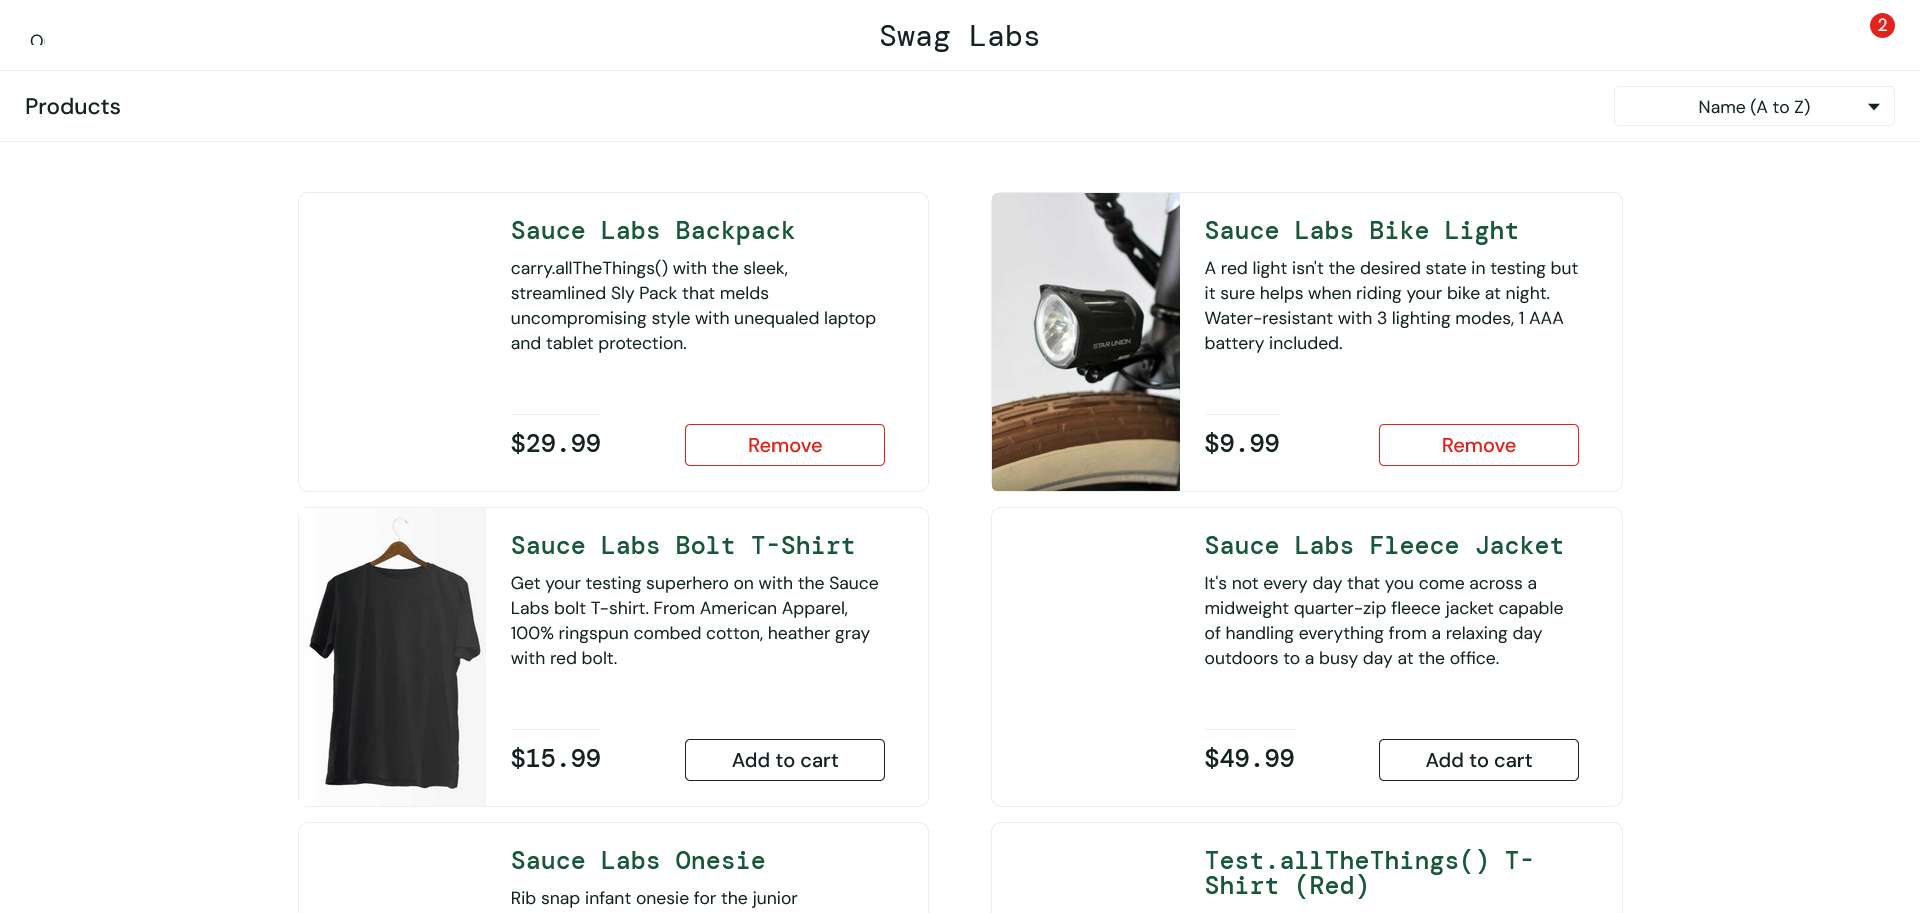 Swag Labs
2
Products
Name (A to Z)
Sauce Labs Backpack
carry.allTheThings() with the sleek,
streamlined Sly Pack that melds
uncompromising style with unequaled laptop
and tablet protection.
$29.99
Remove
Sauce Labs Bike Light
A red light isn't the desired state in testing but
it sure helps when riding your bike at night.
Water-resistant with 3 lighting modes, 1 AAA
battery included.
$9.99
Remove
STAR UNION
Sauce Labs Bolt T-Shirt
Get your testing superhero on with the Sauce
Labs bolt T-shirt. From American Apparel,
100% ringspun combed cotton, heather gray
with red bolt.
$15.99
Add to cart
Sauce Labs Fleece Jacket
It's not every day that you come across a
midweight quarter-zip fleece jacket capable
of handling everything from a relaxing day
outdoors to a busy day at the office.
$49.99
Add to cart
Sauce Labs Onesie
Rib snap infant onesie for the junior
Test.allTheThings() T-
Shirt (Red)